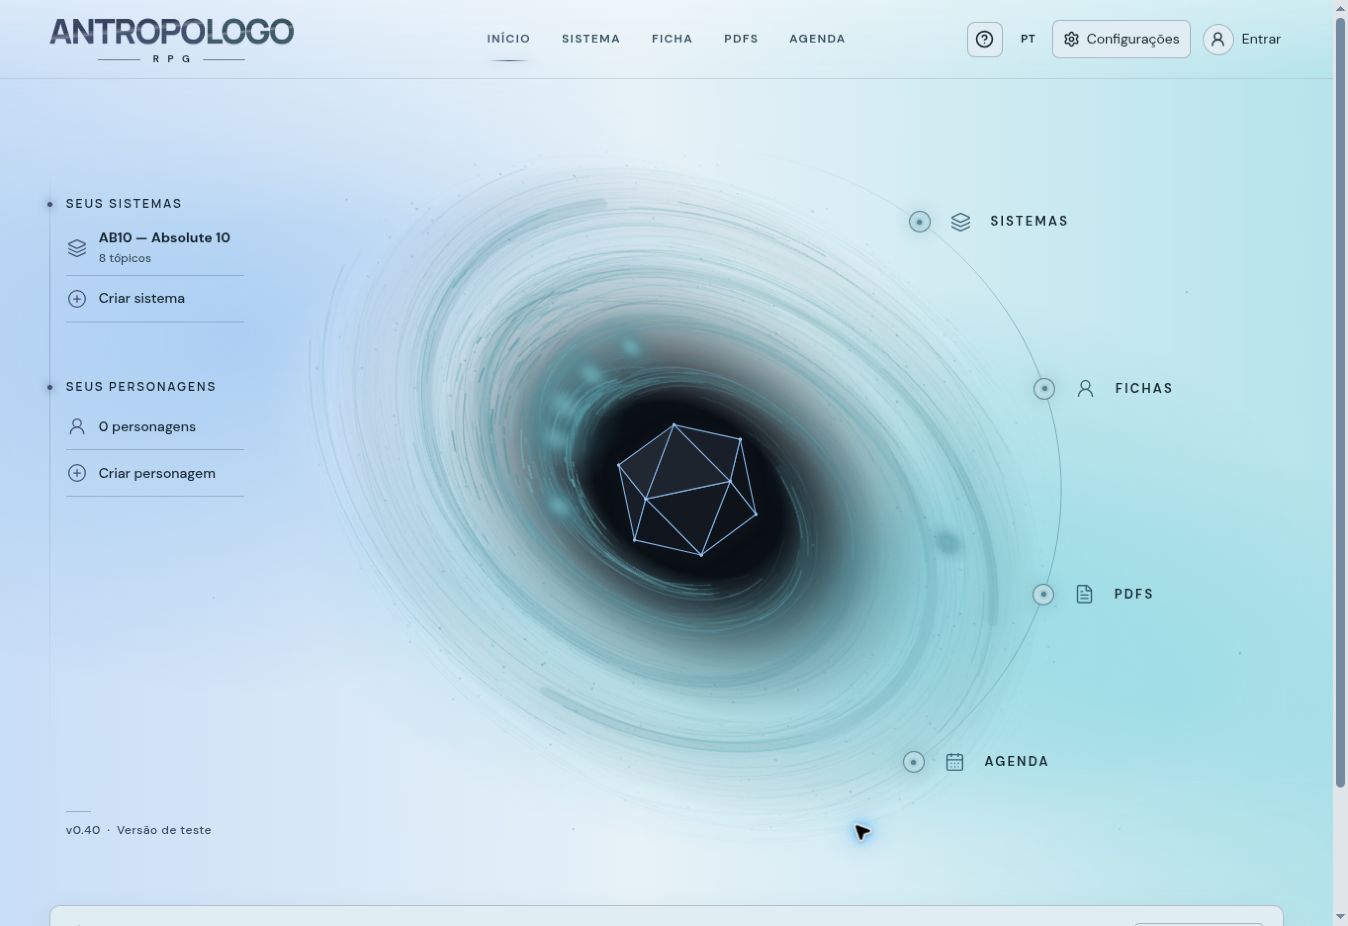 ANTROPOLOGO
RPG
INÍCIO SISTEMA FICHA PDFS AGENDA
PT
Configurações
Entrar
SEUS SISTEMAS
AB10 — Absolute 10
8 tópicos
Criar sistema
SEUS PERSONAGENS
0 personagens
Criar personagem
SISTEMAS
FICHAS
PDFS
AGENDA
v0.40 · Versão de teste